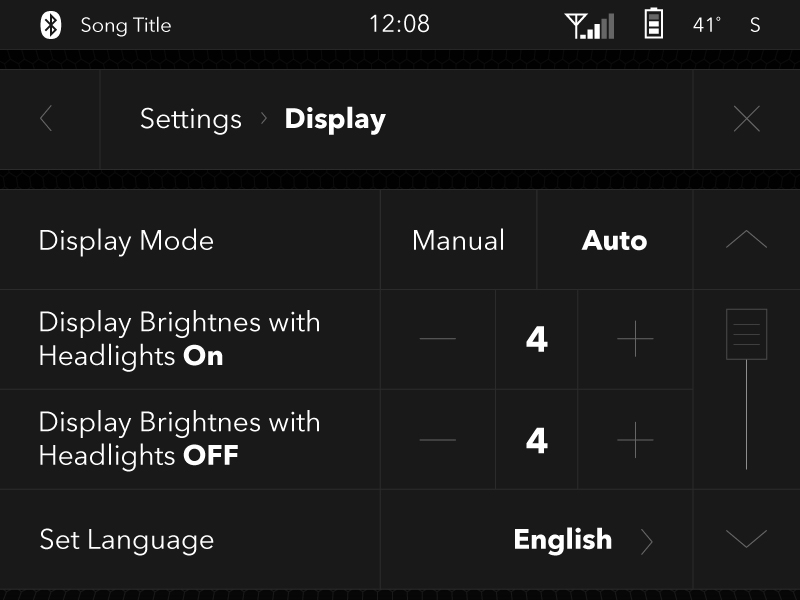 Song Title 12:08 41° S
Settings › Display
Display Mode Manual Auto
Display Brightnes with
Headlights On 4
Display Brightnes with
Headlights OFF 4
Set Language English